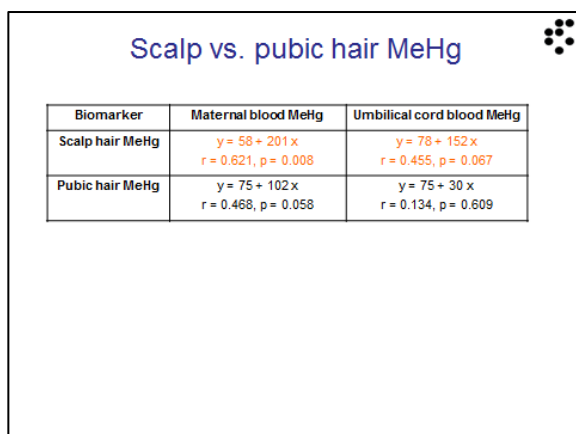 Scalp vs. pubic hair MeHg
Biomarker Maternal blood MeHg Umbilical cord blood MeHg
Scalp hair MeHg y = 58 + 201 x y = 78 + 152 x
r = 0.621, p = 0.008 r = 0.455, p = 0.067
Pubic hair MeHg y = 75 + 102 x y = 75 + 30 x
r = 0.468, p = 0.058 r = 0.134, p = 0.609